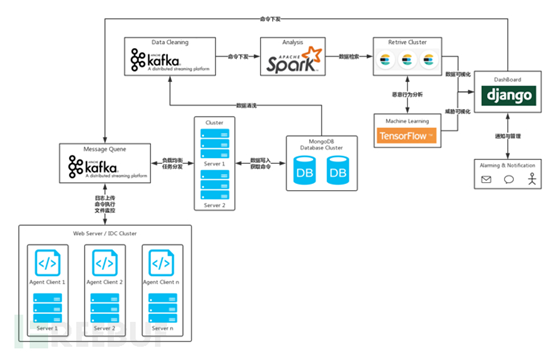 命令下发
Data Cleaning
APACHE
kafka
A distributed streaming platform
命令下发
Analysis
APACHE
Spark
数据检索
Retrive Cluster
数据可视化
DashBoard
django
恶意行为分析
威胁可视化
Machine Learning
TensorFlow
通知与管理
Alarming & Notification
数据清洗
Cluster
Server 1
Server 2
MongoDB
Database Cluster
DB
DB
数据写入
获取命令
负载均衡
任务分发
Message Quene
kafka
A distributed streaming platform
日志上传
命令执行
文件监控
Web Server / IDC Cluster
Agent Client 1
Agent Client 2
Agent Client n
Server 1
Server 2
Server n
REEBUF